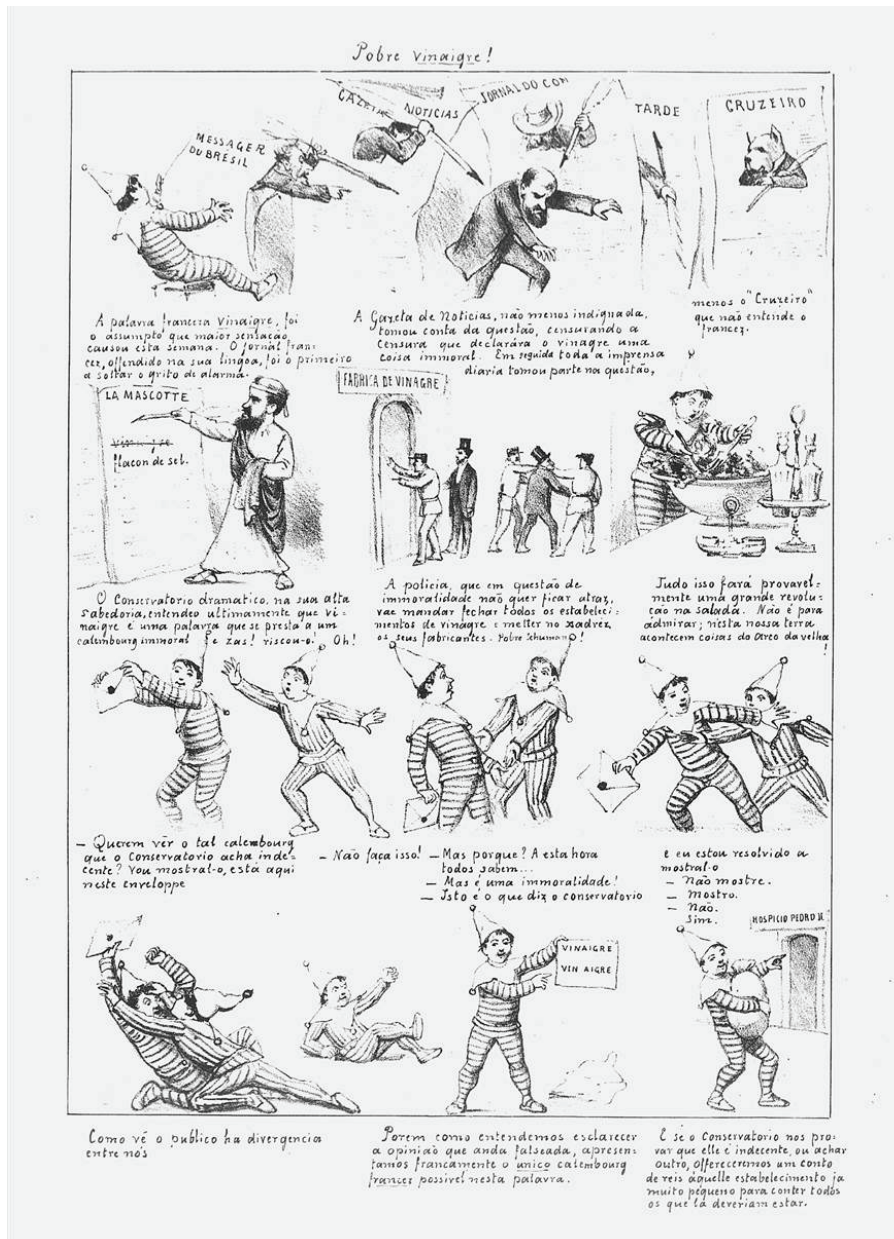 Pobre Vinaigre!
MESSAGER
DU BRESIL
GAZETA
NOTICIAS
JORNAL DO COM
TARDE
CRUZEIRO
A palavra franceza Vinaigre, foi
o assumpto que maior sensação
causou esta semana. O jornal fran-
cez, offendido na sua lingoa, foi o primeiro
a soltar o grito de alarma.
A Gazeta de Noticias, não menos indignada,
tomou conta da questão, censurando a
censura que declarára o vinagre uma
coisa immoral. Em seguida toda a imprensa
diaria tomou parte na questão,
menos o "Cruzeiro"
que não entende o
francez.
LA MASCOTTE
Vinaigre
flacon de sel.
FABRICA DE VINAGRE
O Conservatorio dramatico, na sua alta
sabedoria, entendeo ultimamente que vi-
naigre é uma palavra que se presta a um
calembourg immoral e zas! riscou-o! Oh!
A policia, que em questão de
immoralidade não quer ficar atraz,
vae mandar fechar todos os estabeleci-
mentos de vinagre e metter no xadrez,
os seus fabricantes. Pobre Schumann!
Tudo isso fará provavel-
mente uma grande revolu-
ção na salada. Não é para
admirar; nesta nossa terra
acontecem coisas do arco da velha
!
— Querem vêr o tal calembourg
que o Conservatorio acha inde-
cente? Vou mostral-o, está aqui
neste enveloppe
— Não faça isso!
— Mas porque? A esta hora
todos sabem...
— Mas é uma immoralidade!
— Isto é o que diz o conservatorio
e eu estou resolvido a
mostral-o
— Não mostre.
— Mostro.
— Não.
Sim.
HOSPICIO PEDRO II
VINAIGRE
VIN AIGRE
Como vê o publico ha divergencia
entre nós
Porem como entendemos esclarecer
a opinião que anda falseada, apresen-
tamos francamente o unico calembourg
francez possivel nesta palavra.
E se o Conservatorio nos pro-
var que elle é indecente, ou achar
outro, offereceremos um conto
de reis áquelle estabelecimento ja
muito pequeno para conter todos
os que lá deveriam estar.